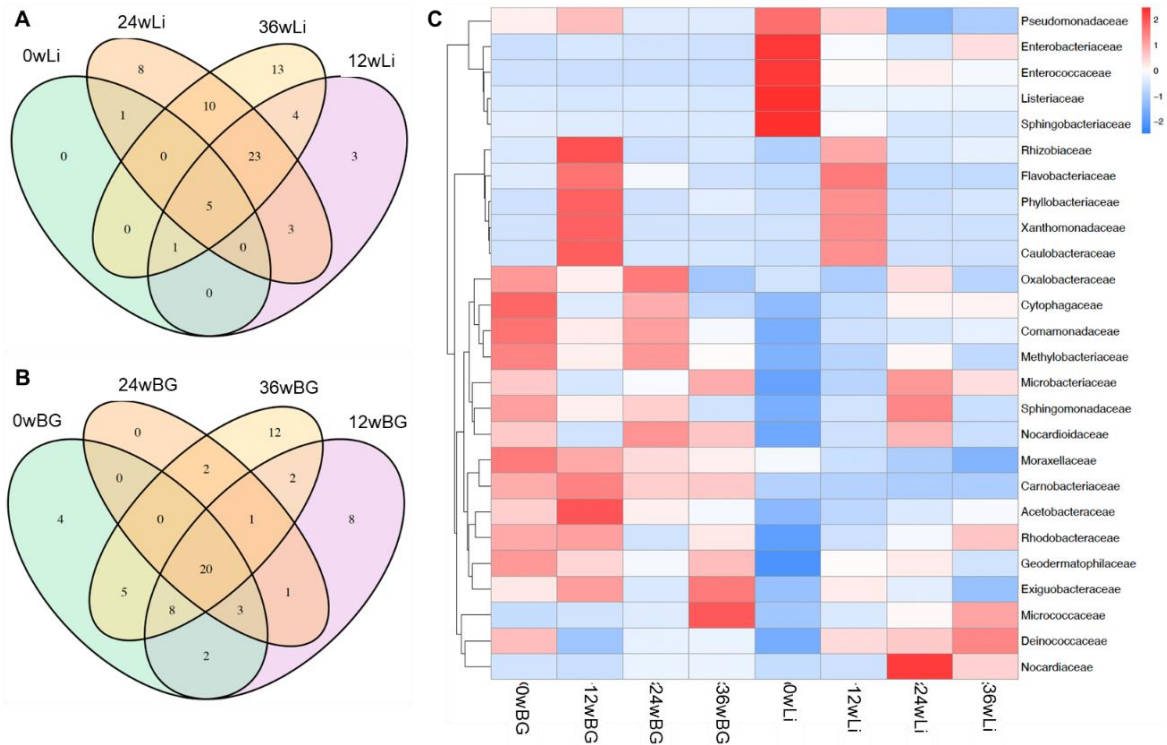 A
24wLi
36wLi
0wLi
12wLi
8
13
1
10
4
0
0
23
3
5
0
3
1
0
0
B
24wBG
36wBG
0wBG
12wBG
0
12
0
2
2
4
0
1
8
20
5
1
8
3
2
C
Pseudomonadaceae
Enterobacteriaceae
Enterococcaceae
Listeriaceae
Sphingobacteriaceae
Rhizobiaceae
Flavobacteriaceae
Phyllobacteriaceae
Xanthomonadaceae
Caulobacteraceae
Oxalobacteraceae
Cytophagaceae
Comamonadaceae
Methylobacteriaceae
Microbacteriaceae
Sphingomonadaceae
Nocardioidaceae
Moraxellaceae
Carnobacteriaceae
Acetobacteraceae
Rhodobacteraceae
Geodermatophilaceae
Exiguobacteraceae
Micrococcaceae
Deinococcaceae
Nocardiaceae
0wBG 12wBG 24wBG 36wBG 0wLi 12wLi 24wLi 36wLi
2
1
0
−1
−2